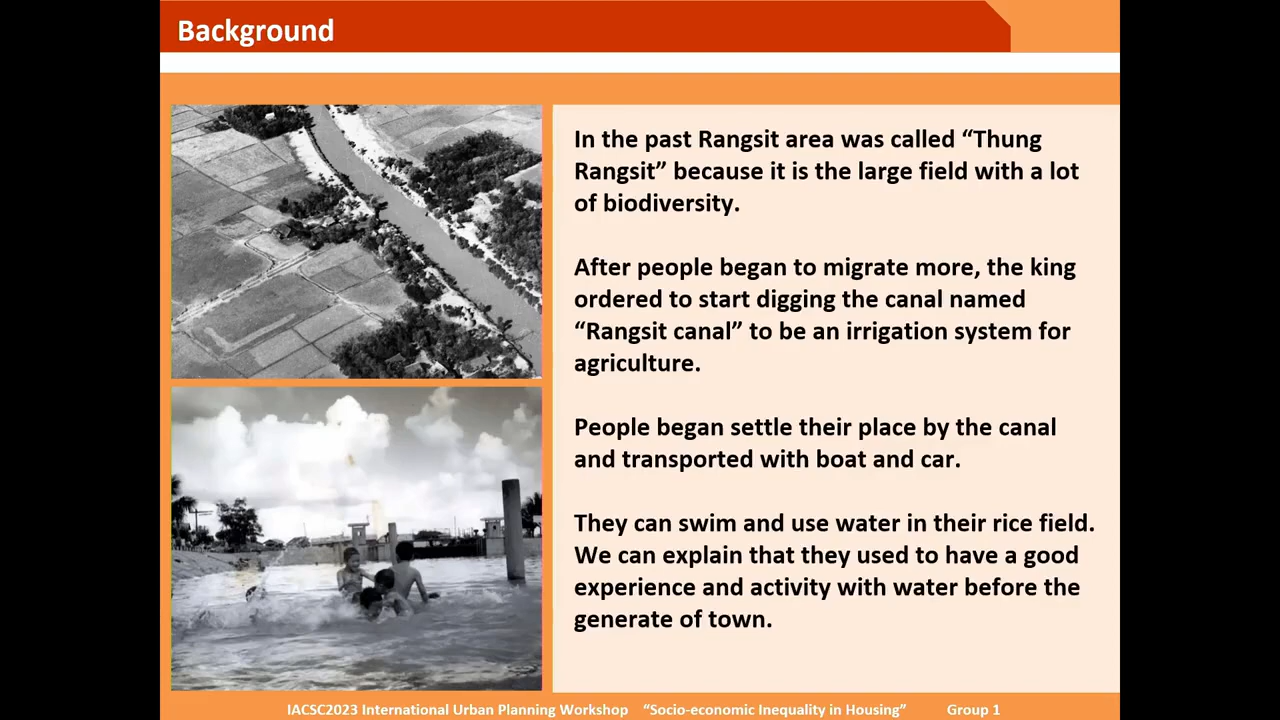 Background
In the past Rangsit area was called “Thung
Rangsit” because it is the large field with a lot
of biodiversity.
After people began to migrate more, the king
ordered to start digging the canal named
“Rangsit canal” to be an irrigation system for
agriculture.
People began settle their place by the canal
and transported with boat and car.
They can swim and use water in their rice field.
We can explain that they used to have a good
experience and activity with water before the
generate of town.
IACSC2023 International Urban Planning Workshop “Socio-economic Inequality in Housing” Group 1